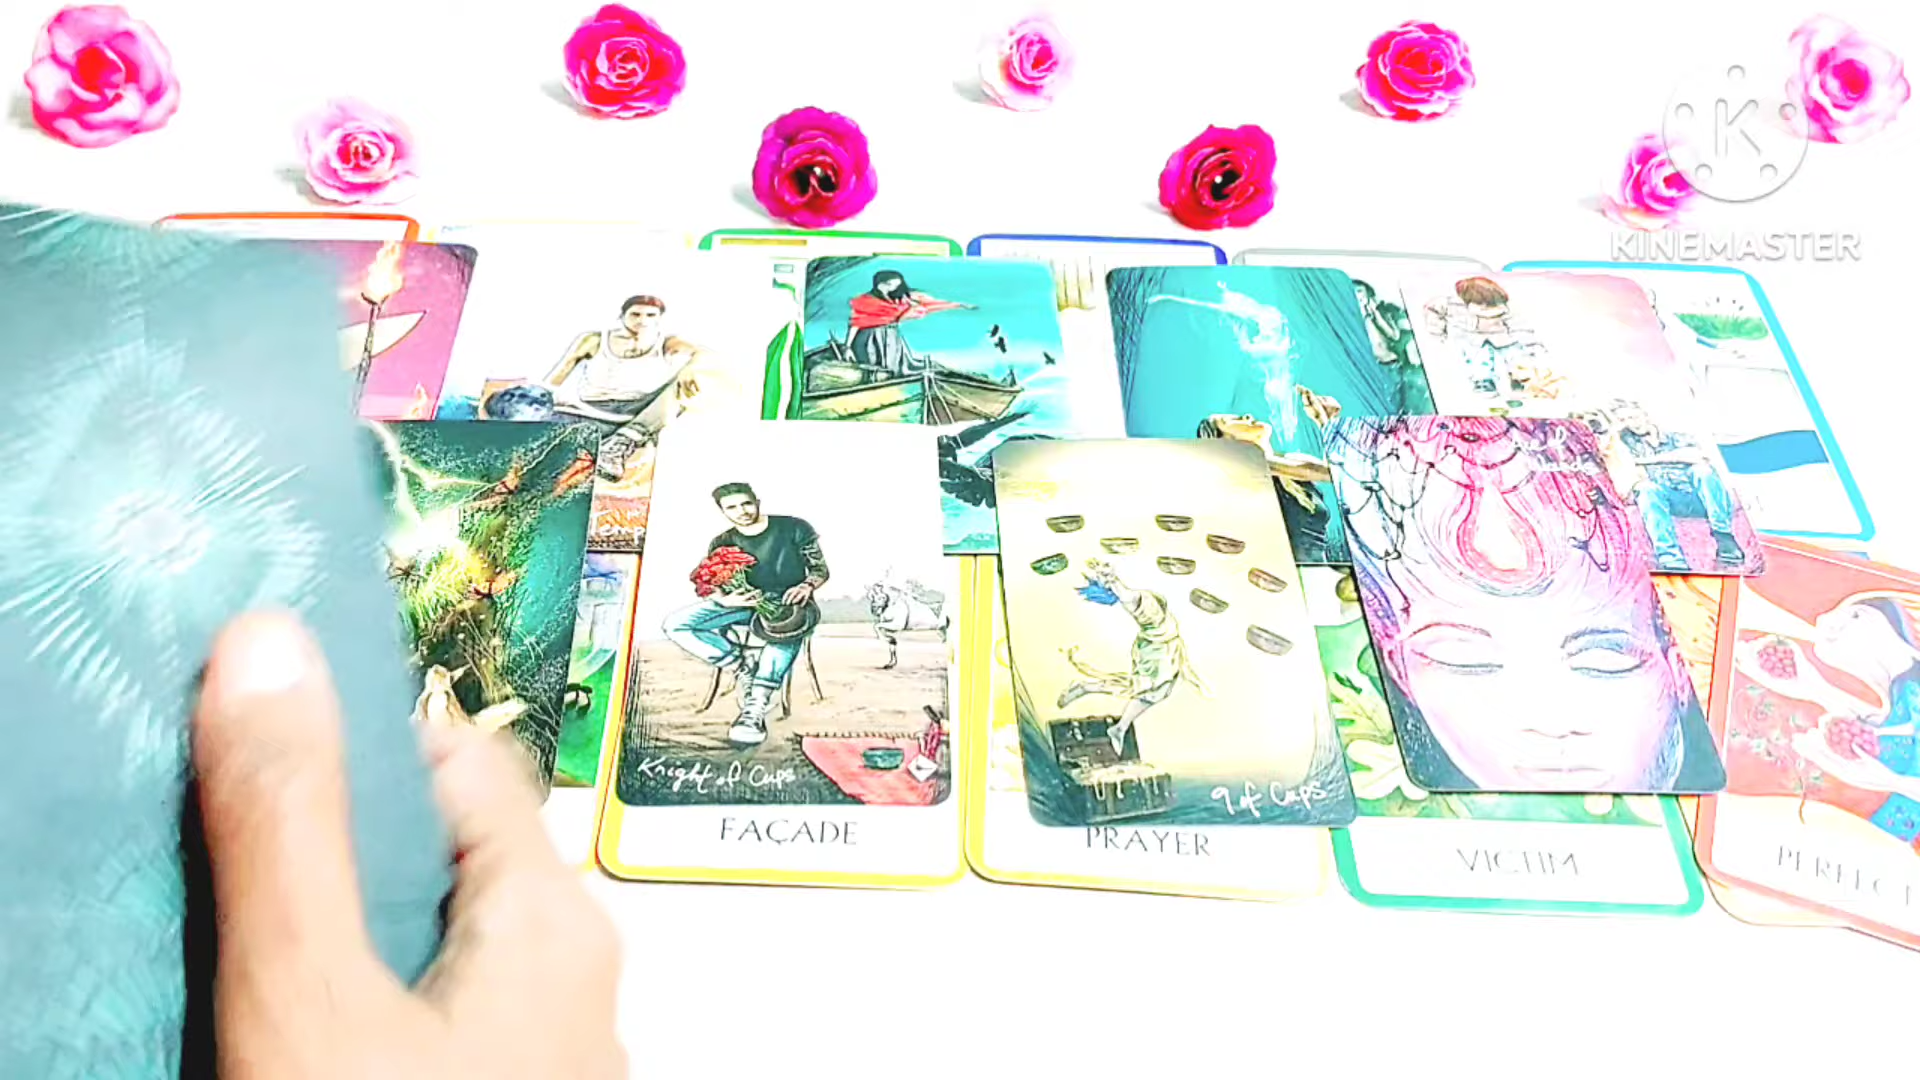 K
KINEMASTER
Knight of Cups
9 of Cups
FAÇADE
PRAYER
VICTIM